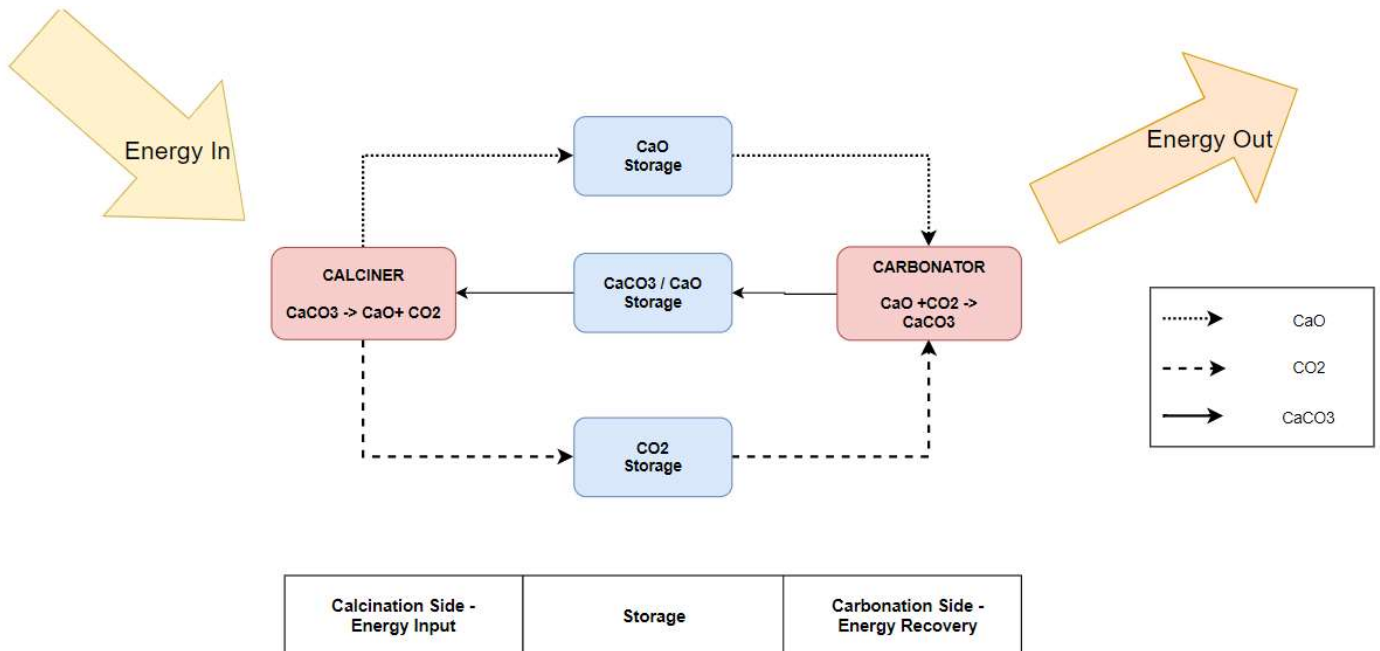 Energy In
Energy Out
CaO
Storage
CALCINER
CaCO3 -> CaO+ CO2
CaCO3 / CaO
Storage
CARBONATOR
CaO +CO2 ->
CaCO3
CO2
Storage
CaO
CO2
CaCO3
Calcination Side -
Energy Input
Storage
Carbonation Side -
Energy Recovery